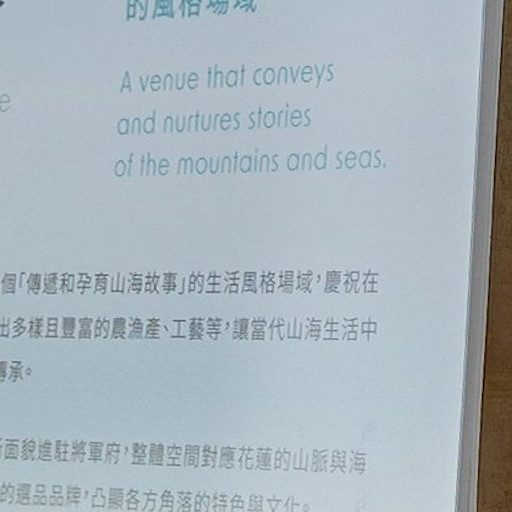 的風格場域
e
A venue that conveys
and nurtures stories
of the mountains and seas.
個「傳遞和孕育山海故事」的生活風格場域，慶祝在
出多樣且豐富的農漁產、工藝等，讓當代山海生活中
傳承。
面貌進駐將軍府，整體空間對應花蓮的山脈與海
的選品品牌，凸顯各方角落的特色與文化。